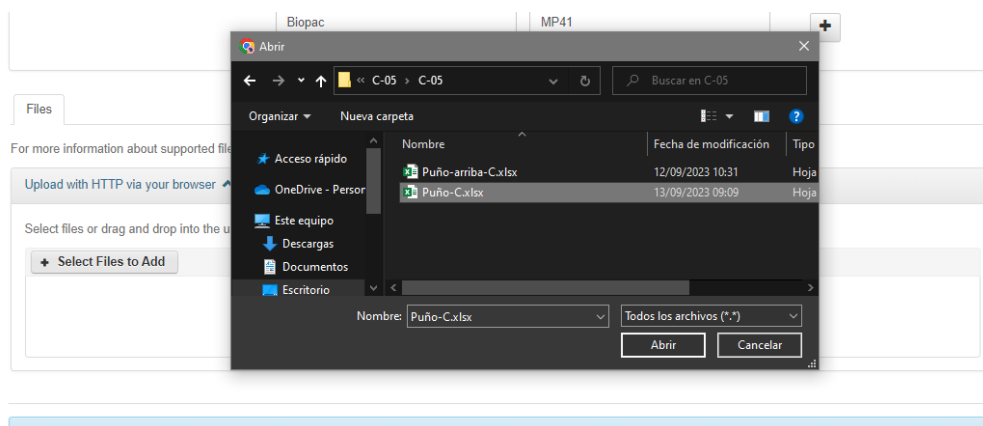 Biopac MP41 +
Abrir
« C-05 › C-05 Buscar en C-05
Files
Organizar Nueva carpeta ?
For more information about supported file
Acceso rápido
OneDrive - Person
Este equipo
Descargas
Documentos
Escritorio
Nombre Fecha de modificación Tipo
Puño-arriba-C.xlsx 12/09/2023 10:31 Hoja
Puño-C.xlsx 13/09/2023 09:09 Hoja
Upload with HTTP via your browser
Select files or drag and drop into the u
+ Select Files to Add
Nombre: Puño-C.xlsx Todos los archivos (*.*)
Abrir Cancelar